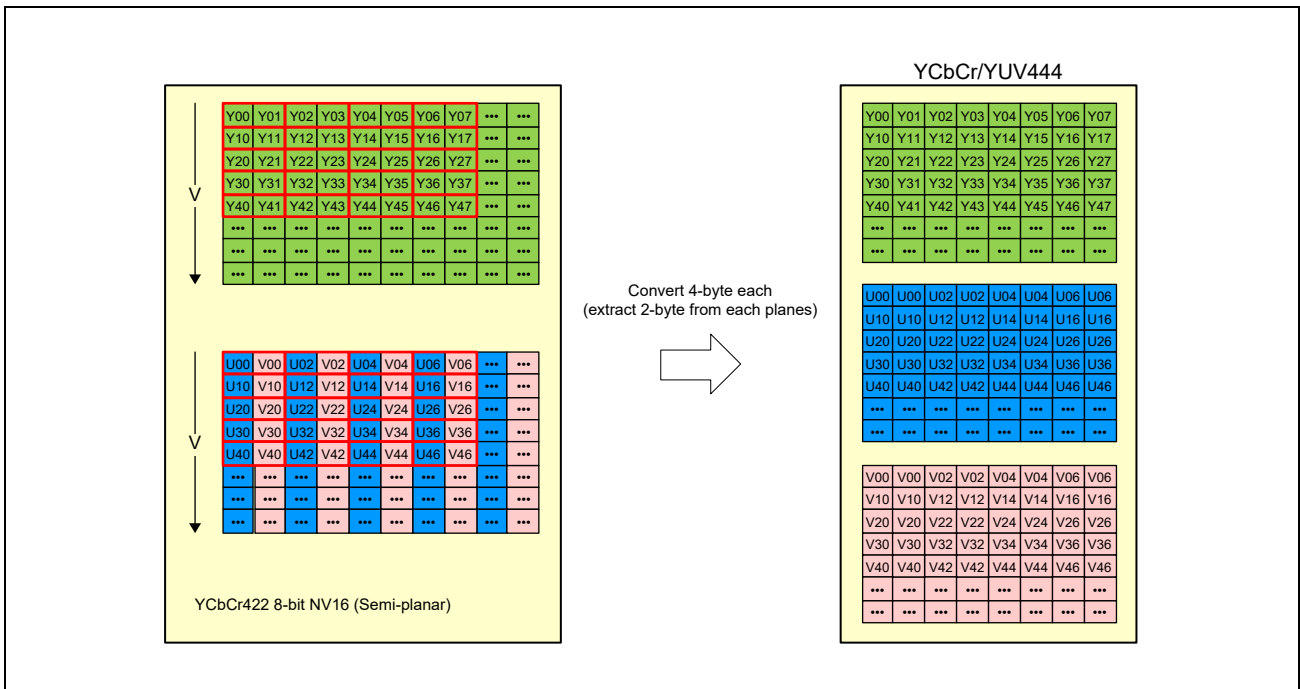 YCbCr/YUV444
Y00 Y01 Y02 Y03 Y04 Y05 Y06 Y07 ••• •••
Y10 Y11 Y12 Y13 Y14 Y15 Y16 Y17 ••• •••
Y20 Y21 Y22 Y23 Y24 Y25 Y26 Y27 ••• •••
Y30 Y31 Y32 Y33 Y34 Y35 Y36 Y37 ••• •••
Y40 Y41 Y42 Y43 Y44 Y45 Y46 Y47 ••• •••
••• ••• ••• ••• ••• ••• ••• ••• ••• •••
••• ••• ••• ••• ••• ••• ••• ••• ••• •••
••• ••• ••• ••• ••• ••• ••• ••• ••• •••
V
U00 V00 U02 V02 U04 V04 U06 V06 ••• •••
U10 V10 U12 V12 U14 V14 U16 V16 ••• •••
U20 V20 U22 V22 U24 V24 U26 V26 ••• •••
U30 V30 U32 V32 U34 V34 U36 V36 ••• •••
U40 V40 U42 V42 U44 V44 U46 V46 ••• •••
••• ••• ••• ••• ••• ••• ••• ••• ••• •••
••• ••• ••• ••• ••• ••• ••• ••• ••• •••
••• ••• ••• ••• ••• ••• ••• ••• ••• •••
V
YCbCr422 8-bit NV16 (Semi-planar)
Convert 4-byte each
(extract 2-byte from each planes)
Y00 Y01 Y02 Y03 Y04 Y05 Y06 Y07
Y10 Y11 Y12 Y13 Y14 Y15 Y16 Y17
Y20 Y21 Y22 Y23 Y24 Y25 Y26 Y27
Y30 Y31 Y32 Y33 Y34 Y35 Y36 Y37
Y40 Y41 Y42 Y43 Y44 Y45 Y46 Y47
••• ••• ••• ••• ••• ••• ••• •••
••• ••• ••• ••• ••• ••• ••• •••
U00 U00 U02 U02 U04 U04 U06 U06
U10 U10 U12 U12 U14 U14 U16 U16
U20 U20 U22 U22 U24 U24 U26 U26
U30 U30 U32 U32 U34 U34 U36 U36
U40 U40 U42 U42 U44 U44 U46 U46
••• ••• ••• ••• ••• ••• ••• •••
••• ••• ••• ••• ••• ••• ••• •••
V00 V00 V02 V02 V04 V04 V06 V06
V10 V10 V12 V12 V14 V14 V16 V16
V20 V20 V22 V22 V24 V24 V26 V26
V30 V30 V32 V32 V34 V34 V36 V36
V40 V40 V42 V42 V44 V44 V46 V46
••• ••• ••• ••• ••• ••• ••• •••
••• ••• ••• ••• ••• ••• ••• •••